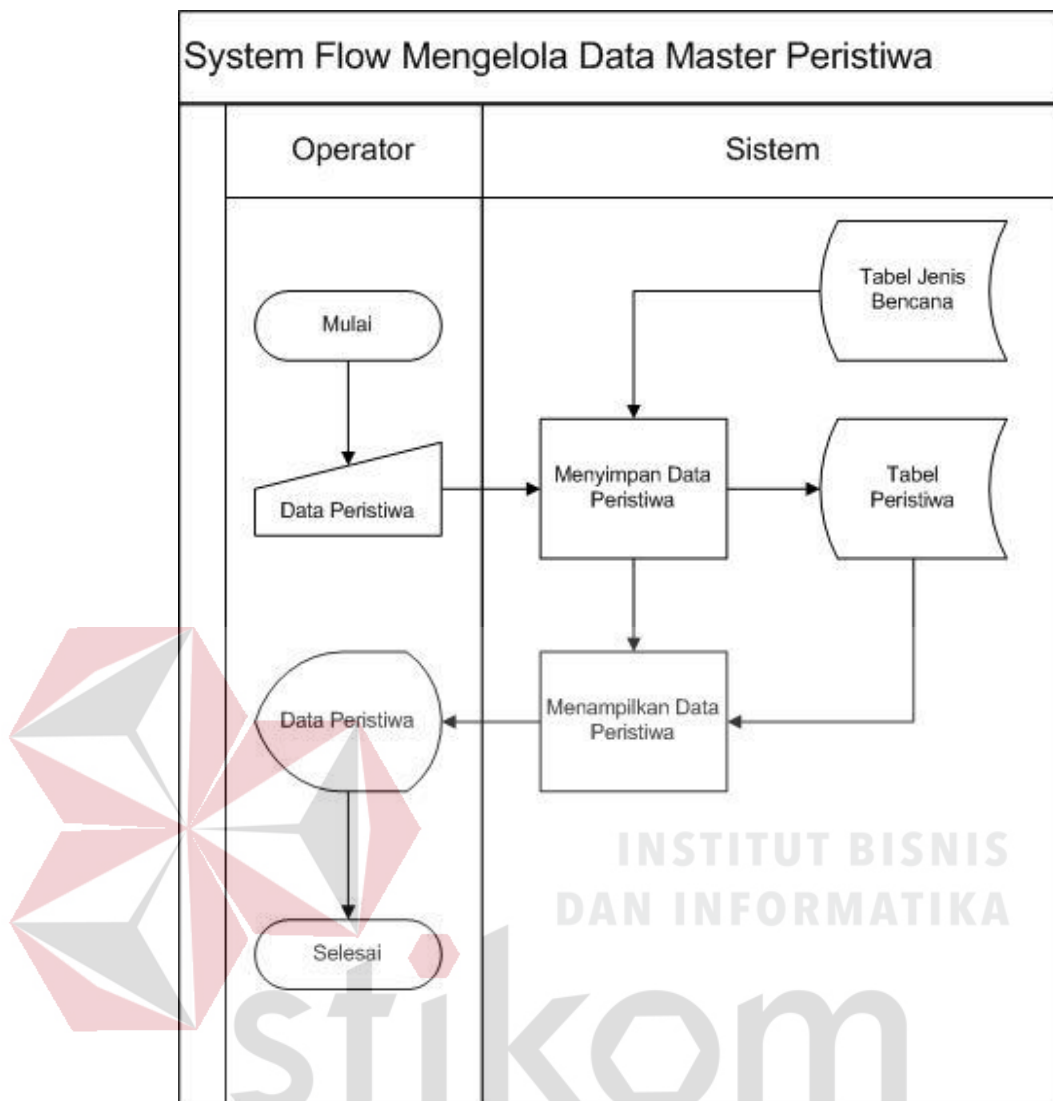 System Flow Mengelola Data Master Peristiwa
Operator
Sistem
Tabel Jenis
Bencana
Mulai
Data Peristiwa
Menyimpan Data
Peristiwa
Tabel
Peristiwa
Data Peristiwa
Menampilkan Data
Peristiwa
INSTITUT BISNIS
DAN INFORMATIKA
Selesai
stikom